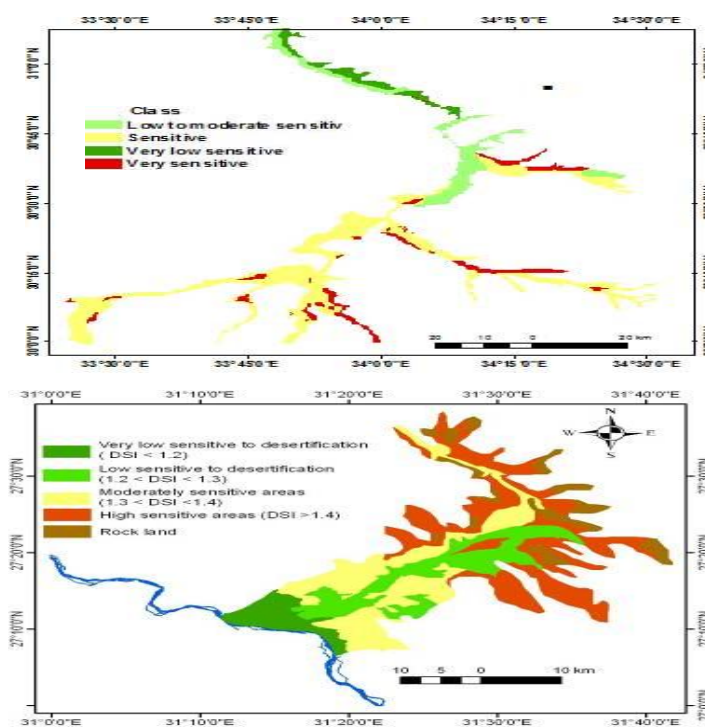 33°30'0"E 33°45'0"E 34°0'0"E 34°15'0"E 34°30'0"E
Class
Low to moderate sensitiv
Sensitive
Very low sensitive
Very sensitive
20 10 5 0 20 km
33°30'0"E 33°45'0"E 34°0'0"E 34°15'0"E 34°30'0"E
31°0'0"E 31°10'0"E 31°20'0"E 31°30'0"E 31°40'0"E
N
W E
S
Very low sensitive to desertification
( DSI < 1.2)
Low sensitive to desertification
(1.2 < DSI < 1.3)
Moderately sensitive areas
(1.3 < DSI <1.4)
High sensitive areas (DSI >1.4)
Rock land
27°30'0"N 27°30'0"N
27°20'0"N
27°10'0"N
10 5 0 10 km
31°0'0"E 31°10'0"E 31°20'0"E 31°30'0"E 31°40'0"E